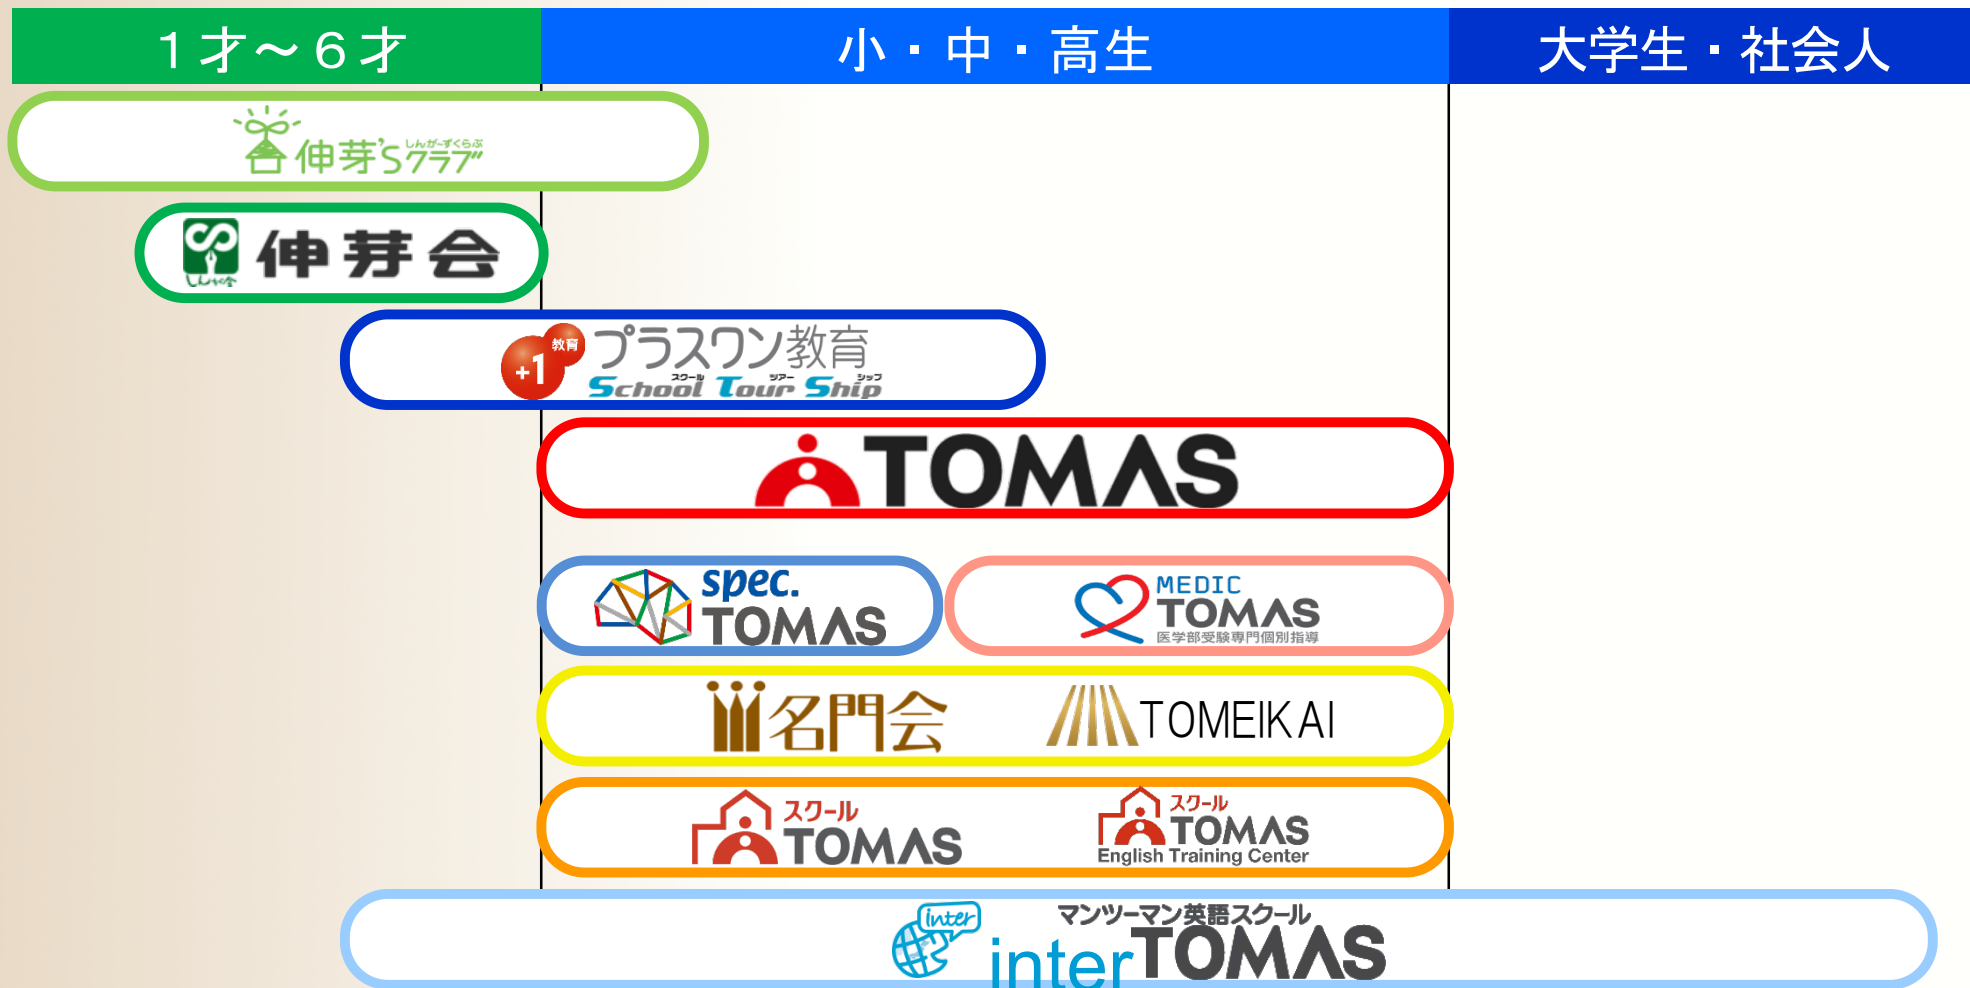 1才～6才
小・中・高生
大学生・社会人
伸芽'Sクラブ
しんが～ずくらぶ
伸芽会
しんが会
+1
教育
プラスワン教育
School Tour Ship
スクール ツアー シップ
TOMAS
spec.
TOMAS
MEDIC
TOMAS
医学部受験専門個別指導
名門会
TOMEIKAI
スクール
TOMAS
スクール
TOMAS
English Training Center
inter
マンツーマン英語スクール
interTOMAS